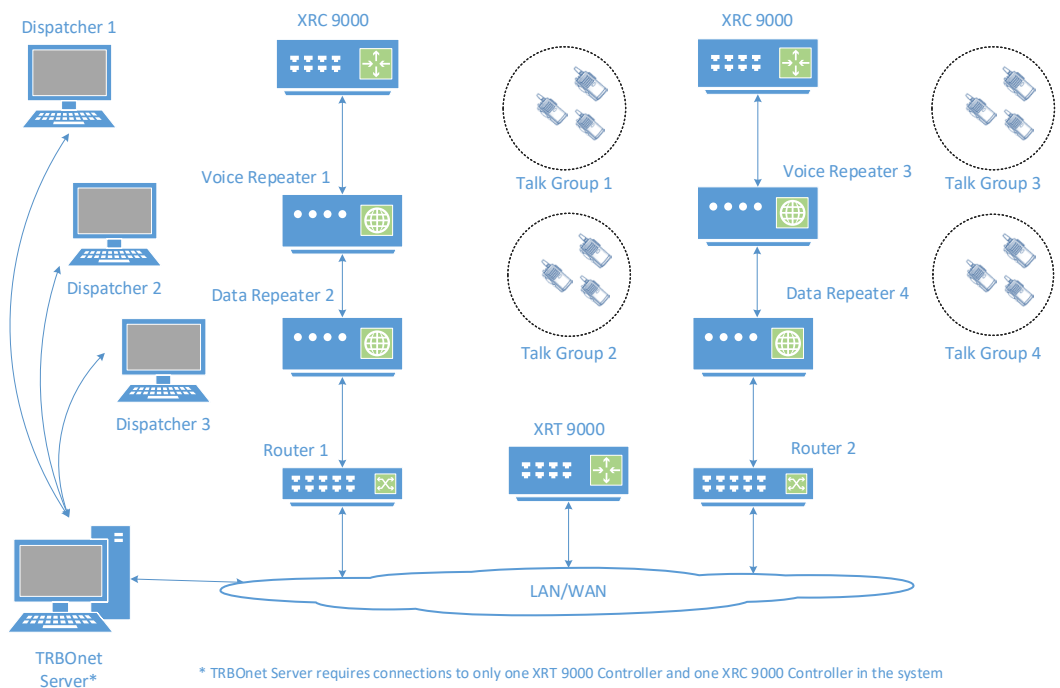 Dispatcher 1
XRC 9000
XRC 9000
Voice Repeater 1
Talk Group 1
Voice Repeater 3
Talk Group 3
Dispatcher 2
Data Repeater 2
Data Repeater 4
Talk Group 2
Talk Group 4
Dispatcher 3
Router 1
XRT 9000
Router 2
LAN/WAN
TRBOnet
Server*
* TRBOnet Server requires connections to only one XRT 9000 Controller and one XRC 9000 Controller in the system